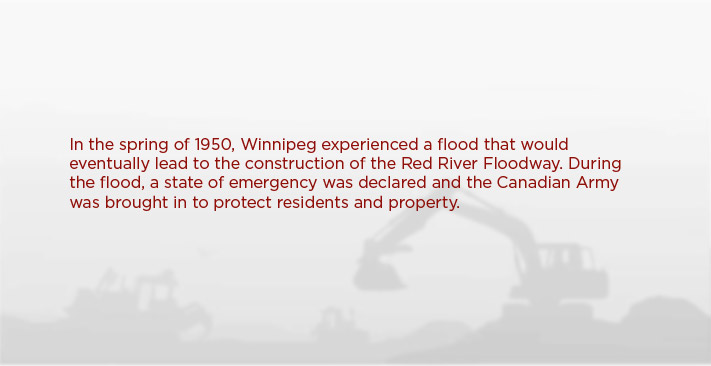 In the spring of 1950, Winnipeg experienced a flood that would
eventually lead to the construction of the Red River Floodway. During
the flood, a state of emergency was declared and the Canadian Army
was brought in to protect residents and property.